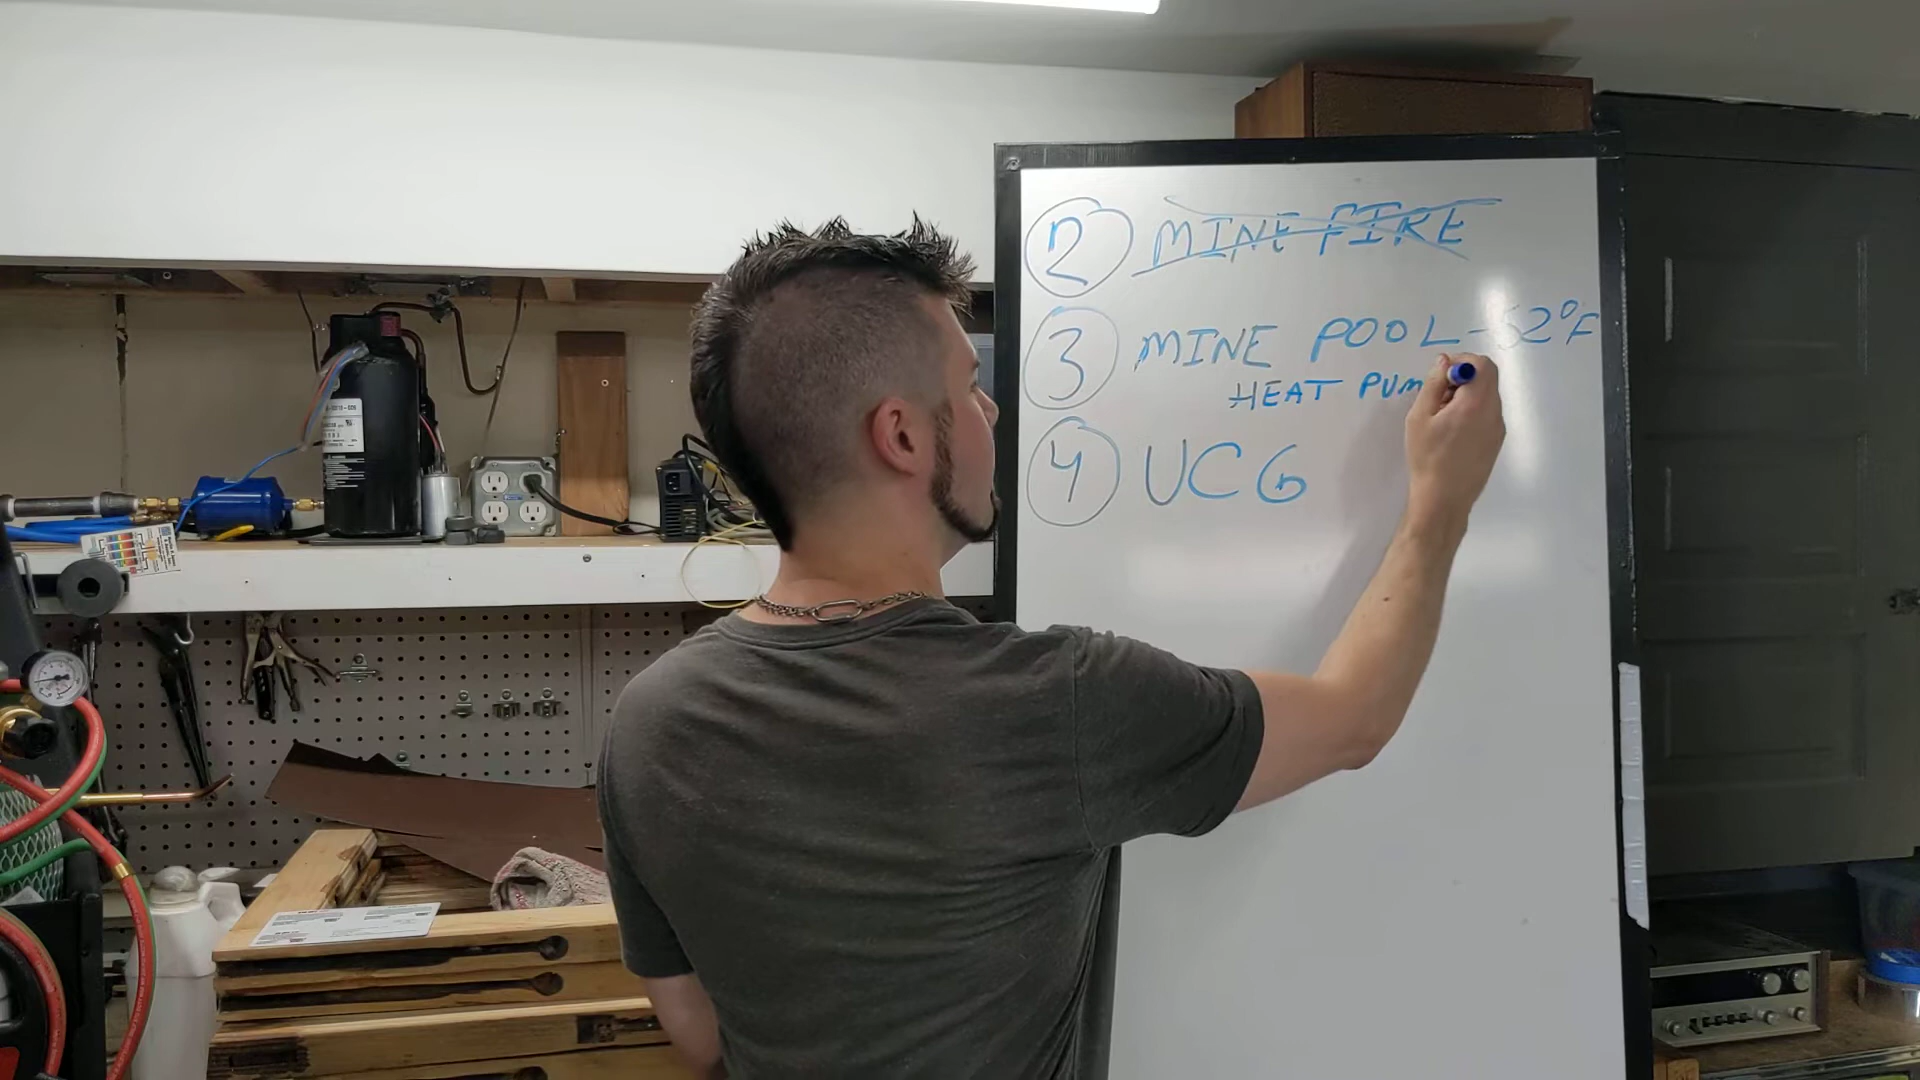 2 MINE FIRE
3 MINE POOL - 52°F
HEAT PUM
4 UCG